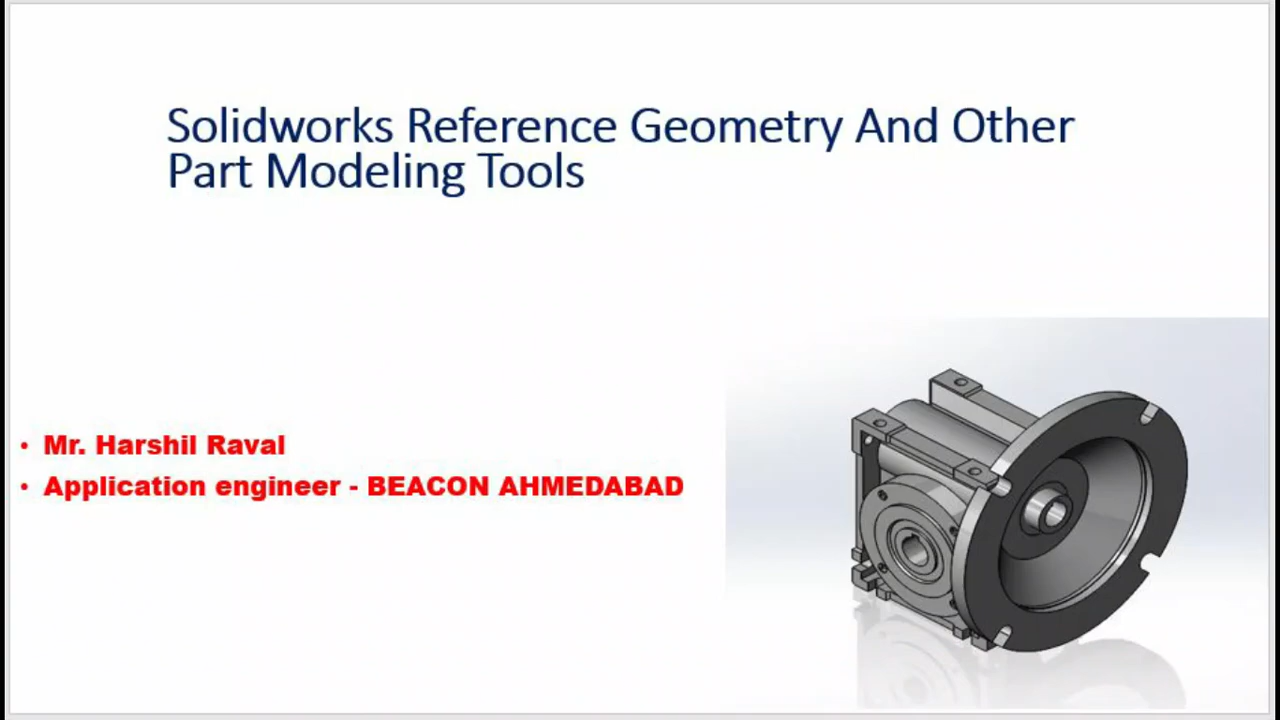 Solidworks Reference Geometry And Other
Part Modeling Tools
• Mr. Harshil Raval
• Application engineer - BEACON AHMEDABAD